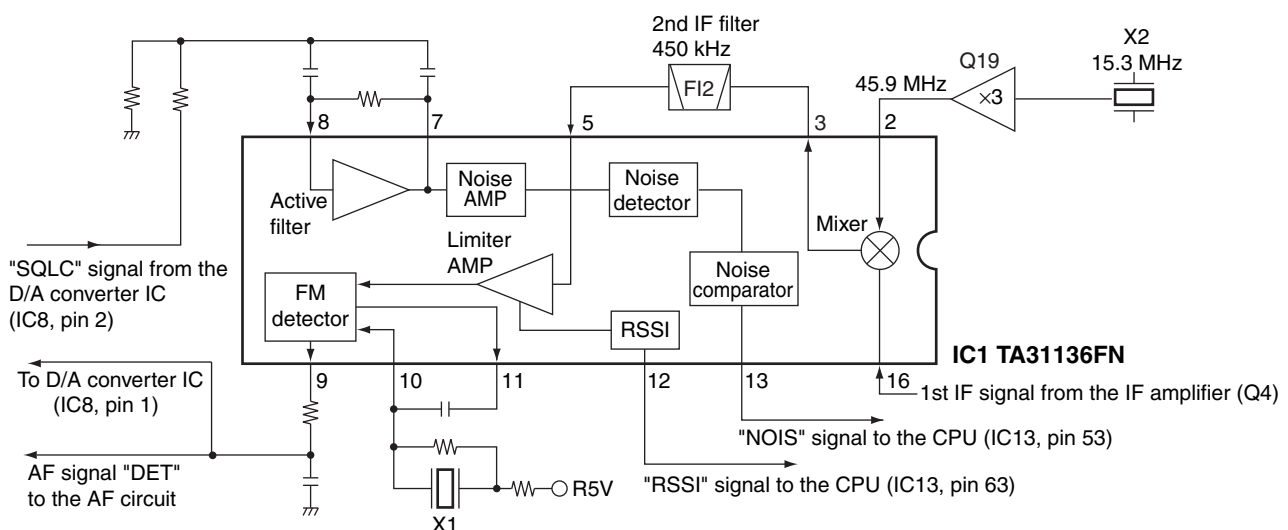 2nd IF filter
450 kHz
FI2
X2
15.3 MHz
Q19
×3
45.9 MHz
8
7
5
3
2
Active
filter
Noise
AMP
Noise
detector
Mixer
Limiter
AMP
"SQLC" signal from the
D/A converter IC
(IC8, pin 2)
FM
detector
Noise
comparator
RSSI
IC1 TA31136FN
9
10
11
12
13
16
To D/A converter IC
(IC8, pin 1)
1st IF signal from the IF amplifier (Q4)
"NOIS" signal to the CPU (IC13, pin 53)
AF signal "DET"
to the AF circuit
R5V
"RSSI" signal to the CPU (IC13, pin 63)
X1